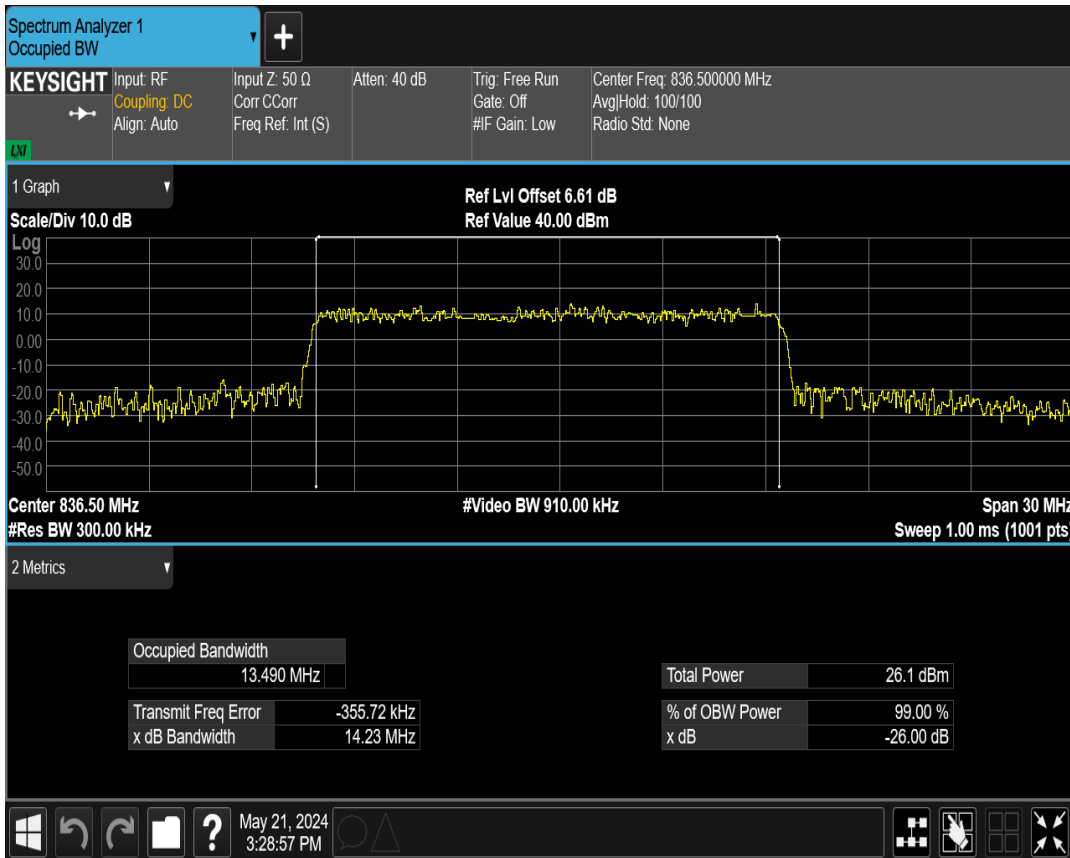 Spectrum Analyzer 1
Occupied BW
▼
+
KEYSIGHT
Input: RF
Coupling: DC
Align: Auto
Input Z: 50 Ω
Corr CCorr
Freq Ref: Int (S)
Atten: 40 dB
Trig: Free Run
Gate: Off
#IF Gain: Low
Center Freq: 836.500000 MHz
Avg|Hold: 100/100
Radio Std: None
LXI
1 Graph
Ref Lvl Offset 6.61 dB
Scale/Div 10.0 dB
Ref Value 40.00 dBm
Log
30.0
20.0
10.0
0.00
-10.0
-20.0
-30.0
-40.0
-50.0
Center 836.50 MHz
#Video BW 910.00 kHz
Span 30 MHz
#Res BW 300.00 kHz
Sweep 1.00 ms (1001 pts)
2 Metrics
Occupied Bandwidth
13.490 MHz
Total Power 26.1 dBm
Transmit Freq Error -355.72 kHz
% of OBW Power 99.00 %
x dB Bandwidth 14.23 MHz
x dB -26.00 dB
?
May 21, 2024
3:28:57 PM